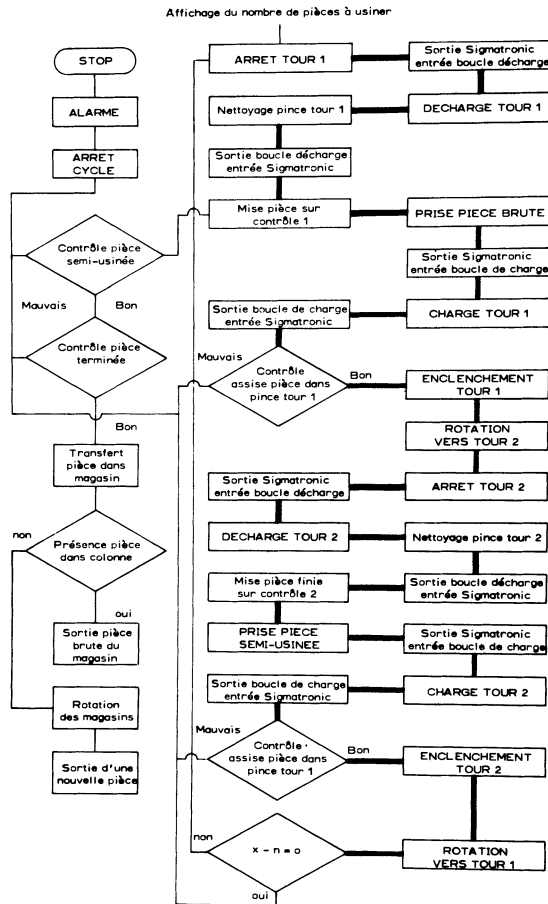 Affichage du nombre de pièces à usiner
STOP
ALARME
ARRET
CYCLE
Contrôle pièce
semi-usinée
Mauvais
Bon
Contrôle pièce
terminée
Bon
Transfert
pièce dans
magasin
non
Présence pièce
dans colonne
oui
Sortie pièce
brute du
magasin
Rotation
des magasins
Sortie d'une
nouvelle pièce
ARRET TOUR 1
Sortie Sigmatronic
entrée boucle décharge
Nettoyage pince tour 1
DECHARGE TOUR 1
Sortie boucle décharge
entrée Sigmatronic
Mise pièce sur
contrôle 1
PRISE PIECE BRUTE
Sortie Sigmatronic
entrée boucle de charge
Sortie boucle de charge
entrée Sigmatronic
CHARGE TOUR 1
Mauvais
Contrôle
assise pièce dans
pince tour 1
Bon
ENCLENCHEMENT
TOUR 1
ROTATION
VERS TOUR 2
Sortie Sigmatronic
entrée boucle décharge
ARRET TOUR 2
DECHARGE TOUR 2
Nettoyage pince tour 2
Mise pièce finie
sur contrôle 2
Sortie boucle décharge
entrée Sigmatronic
PRISE PIECE
SEMI-USINEE
Sortie Sigmatronic
entrée boucle de charge
Sortie boucle de charge
entrée Sigmatronic
CHARGE TOUR 2
Mauvais
Contrôle
assise pièce dans
pince tour 1
Bon
ENCLENCHEMENT
TOUR 2
non
x - n = o
ROTATION
VERS TOUR 1
oui